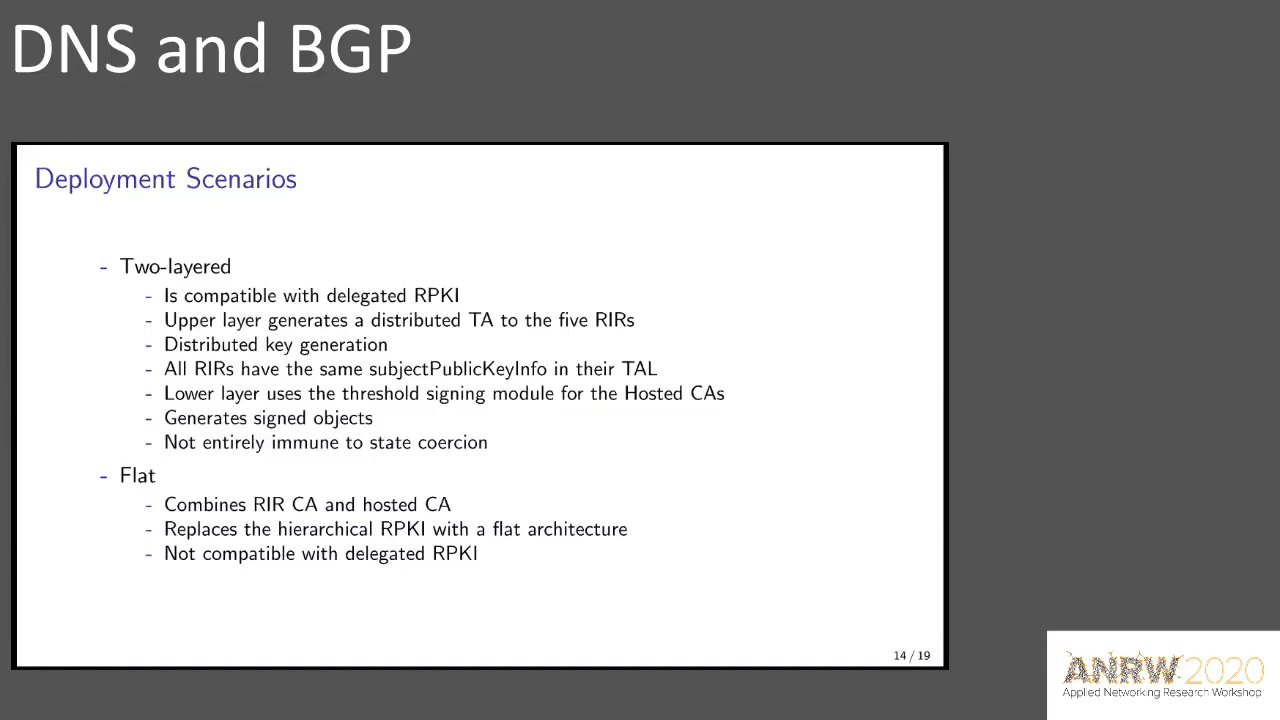 DNS and BGP
Deployment Scenarios
- Two-layered
- Is compatible with delegated RPKI
- Upper layer generates a distributed TA to the five RIRs
- Distributed key generation
- All RIRs have the same subjectPublicKeyInfo in their TAL
- Lower layer uses the threshold signing module for the Hosted CAs
- Generates signed objects
- Not entirely immune to state coercion
- Flat
- Combines RIR CA and hosted CA
- Replaces the hierarchical RPKI with a flat architecture
- Not compatible with delegated RPKI
14 / 19
ANRW2020
Applied Networking Research Workshop